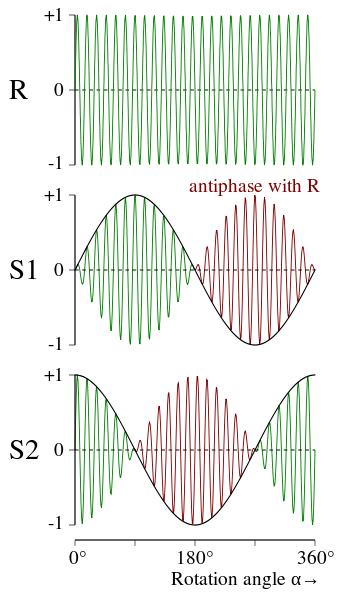 +1
R
0
-1
antiphase with R
+1
S1
0
-1
+1
S2
0
-1
0° 180° 360°
Rotation angle α→